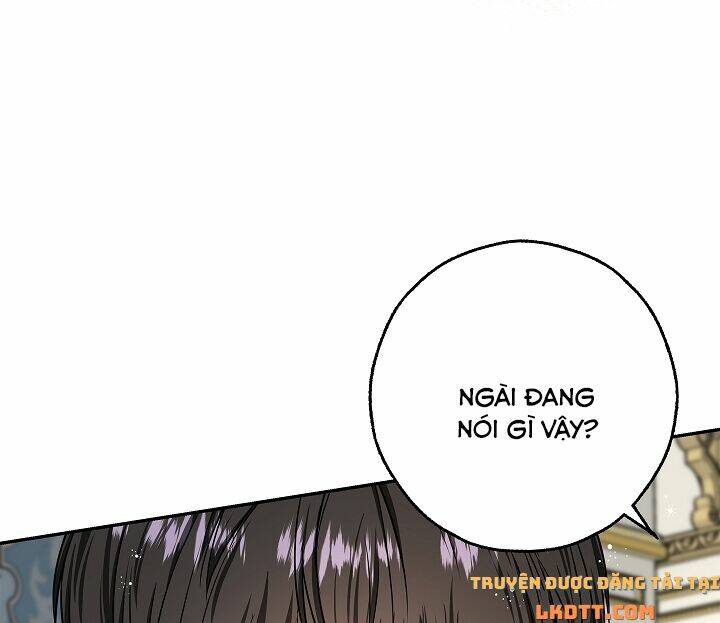 NGÀI ĐANG
NÓI GÌ VẬY?
TRUYỆN ĐƯỢC ĐĂNG TẢI TẠI
LKDTT.COM